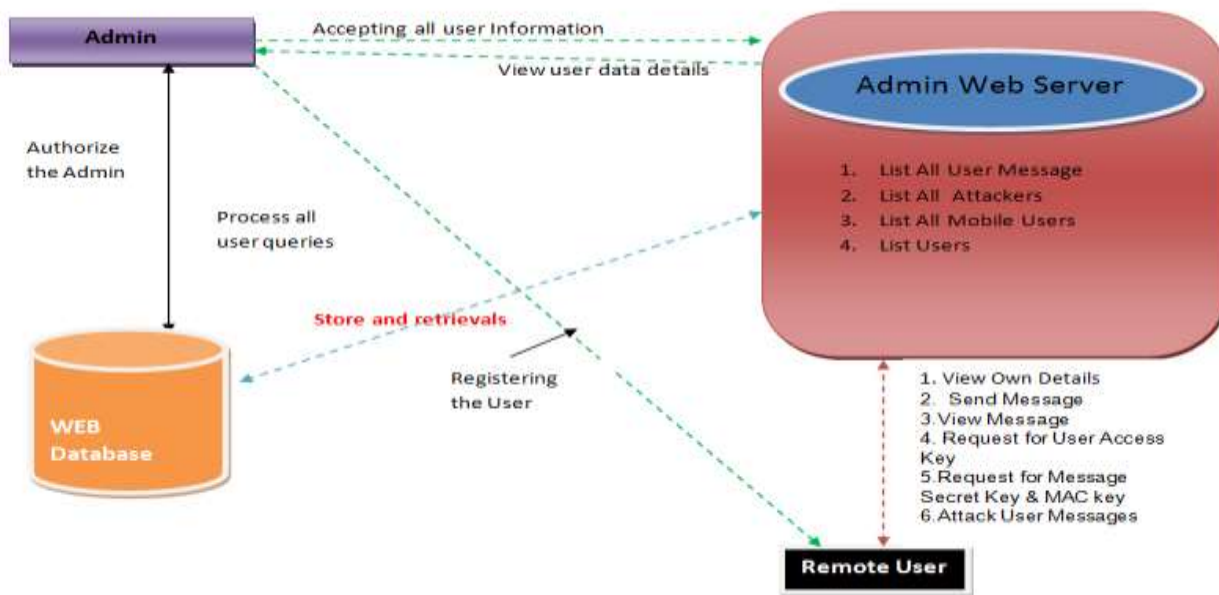 Admin
Accepting all user Information
View user data details
Admin Web Server
Authorize
the Admin
1. List All User Message
2. List All Attackers
3. List All Mobile Users
4. List Users
Process all
user queries
Store and retrievals
Registering
the User
WEB
Database
1. View Own Details
2. Send Message
3.View Message
4. Request for User Access
Key
5.Request for Message
Secret Key & MAC key
6.Attack User Messages
Remote User